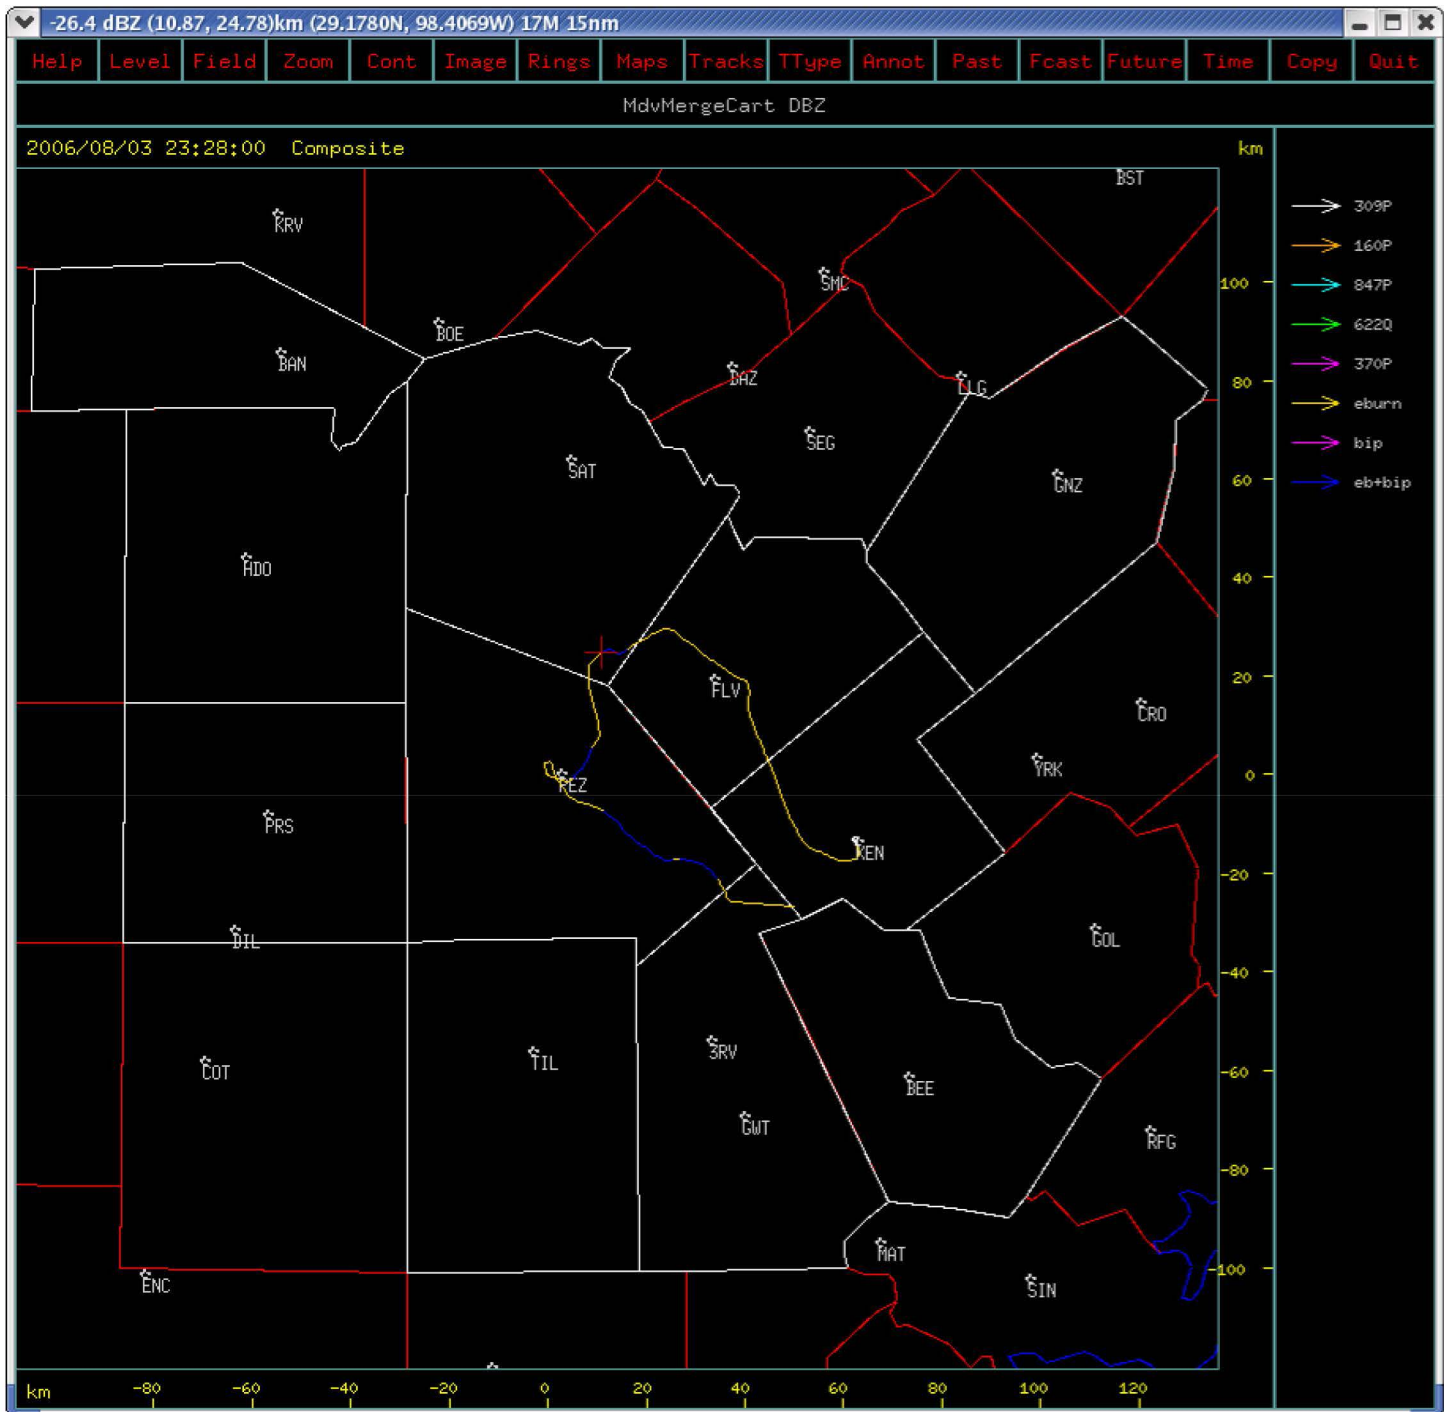 -26.4 dBZ (10.87, 24.78)km (29.1780N, 98.4069W) 17M 15nm
Help Level Field Zoom Cont Image Rings Maps Tracks TType Annot Past Fcast Future Time Copy Quit
MdvMergeCart DBZ
2006/08/03 23:28:00 Composite
km
BST
309P
KRV
160P
SMC
100
847P
622Q
BOE
BAN
370P
BAZ
LLG
80
eburn
SEG
bip
SAT
GNZ
60
eb+bip
ADO
40
FLV
20
CRO
YRK
0
PEZ
PRS
KEN
-20
DIL
GOL
-40
3RV
TIL
COT
-60
BEE
GWT
RFG
-80
MAT
-100
ENC
SIN
km
-80 -60 -40 -20 0 20 40 60 80 100 120